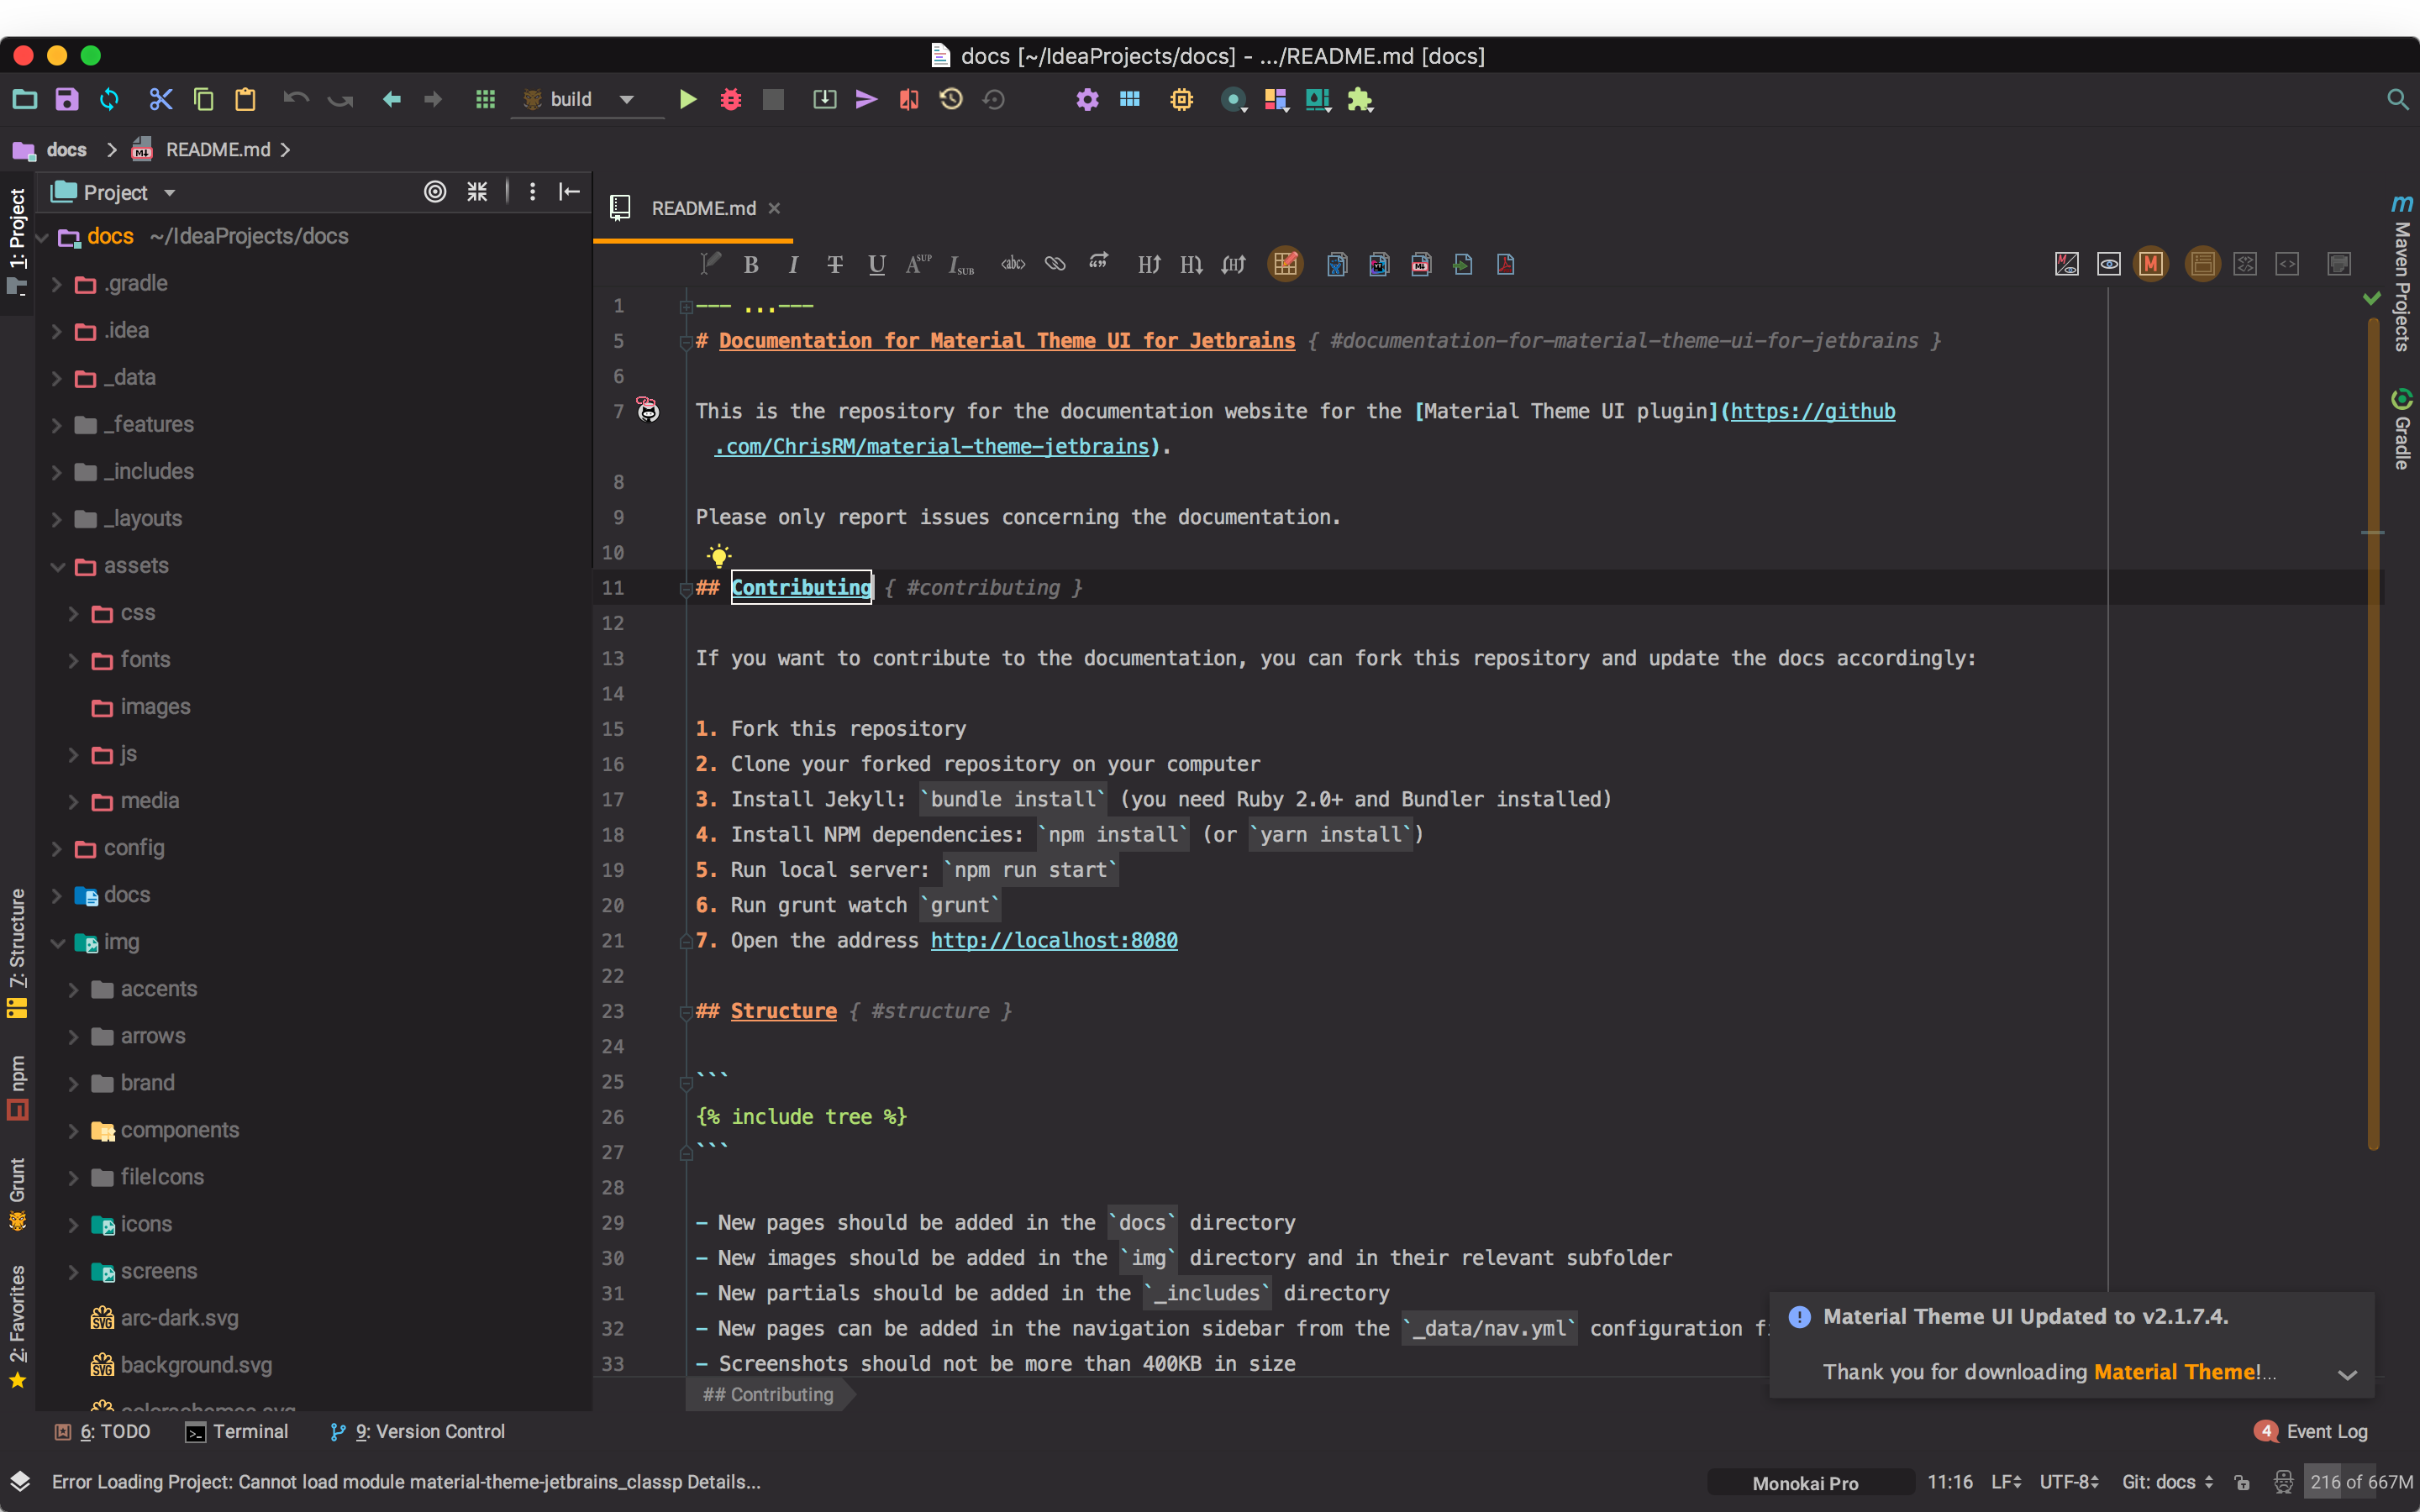 docs [~/IdeaProjects/docs] - .../README.md [docs]
build
docs
README.md
Project
1: Project
7: Structure
npm
Grunt
2: Favorites
docs ~/IdeaProjects/docs
.gradle
.idea
_data
_features
_includes
_layouts
assets
css
fonts
images
js
media
config
docs
img
accents
arrows
brand
components
fileIcons
icons
screens
arc-dark.svg
background.svg
README.md
Maven Projects
Gradle
1 --- ...---
5 # Documentation for Material Theme UI for Jetbrains { #documentation-for-material-theme-ui-for-jetbrains }
6
7 This is the repository for the documentation website for the [Material Theme UI plugin](https://github
.com/ChrisRM/material-theme-jetbrains).
8
9 Please only report issues concerning the documentation.
10
11 ## Contributing { #contributing }
12
13 If you want to contribute to the documentation, you can fork this repository and update the docs accordingly:
14
15 1. Fork this repository
16 2. Clone your forked repository on your computer
17 3. Install Jekyll: `bundle install` (you need Ruby 2.0+ and Bundler installed)
18 4. Install NPM dependencies: `npm install` (or `yarn install`)
19 5. Run local server: `npm run start`
20 6. Run grunt watch `grunt`
21 7. Open the address http://localhost:8080
22
23 ## Structure { #structure }
24
25 ```
26 {% include tree %}
27 ```
28
29 - New pages should be added in the `docs` directory
30 - New images should be added in the `img` directory and in their relevant subfolder
31 - New partials should be added in the `_includes` directory
32 - New pages can be added in the navigation sidebar from the `_data/nav.yml` configuration
33 - Screenshots should not be more than 400KB in size
## Contributing
Material Theme UI Updated to v2.1.7.4.
Thank you for downloading Material Theme!...
6: TODO
Terminal
9: Version Control
4 Event Log
Error Loading Project: Cannot load module material-theme-jetbrains_classp Details...
Monokai Pro
11:16
LF
UTF-8
Git: docs
216 of 667M